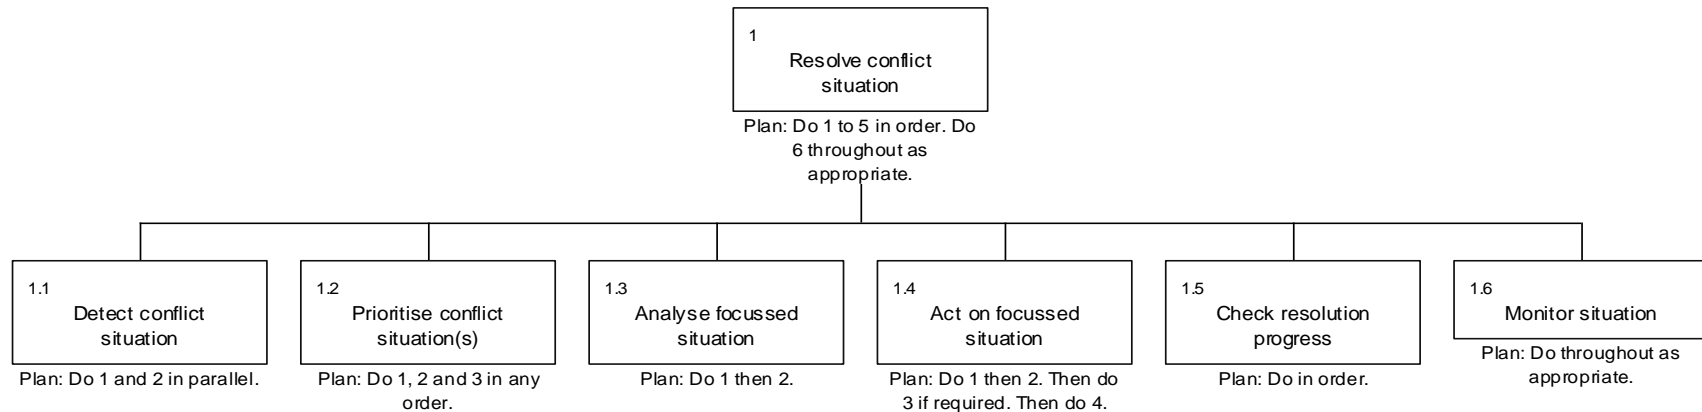 1
Resolve conflict
situation
Plan: Do 1 to 5 in order. Do
6 throughout as
appropriate.
1.1
Detect conflict
situation
Plan: Do 1 and 2 in parallel.
1.2
Prioritise conflict
situation(s)
Plan: Do 1, 2 and 3 in any
order.
1.3
Analyse focussed
situation
Plan: Do 1 then 2.
1.4
Act on focussed
situation
Plan: Do 1 then 2. Then do
3 if required. Then do 4.
1.5
Check resolution
progress
Plan: Do in order.
1.6
Monitor situation
Plan: Do throughout as
appropriate.